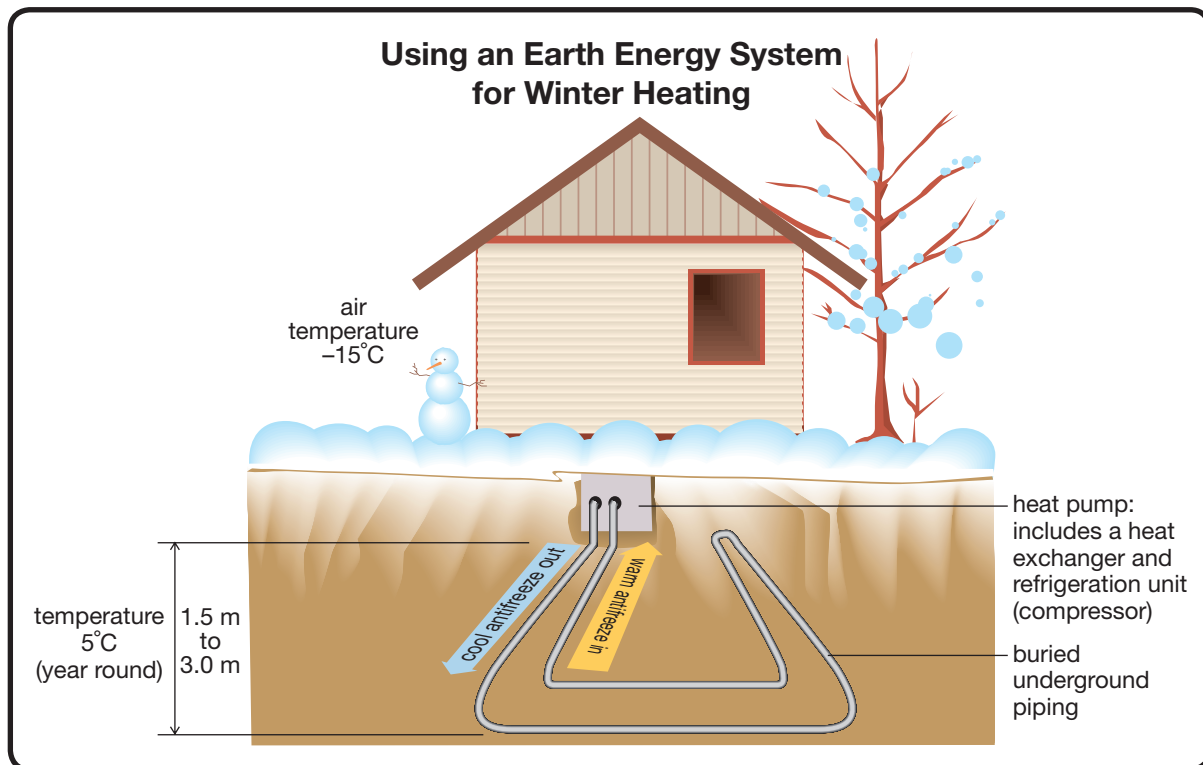 Using an Earth Energy System
for Winter Heating
air
temperature
–15°C
heat pump:
includes a heat
exchanger and
refrigeration unit
(compressor)
cool antifreeze out
warm antifreeze in
temperature
5°C
(year round)
1.5 m
to
3.0 m
buried
underground
piping